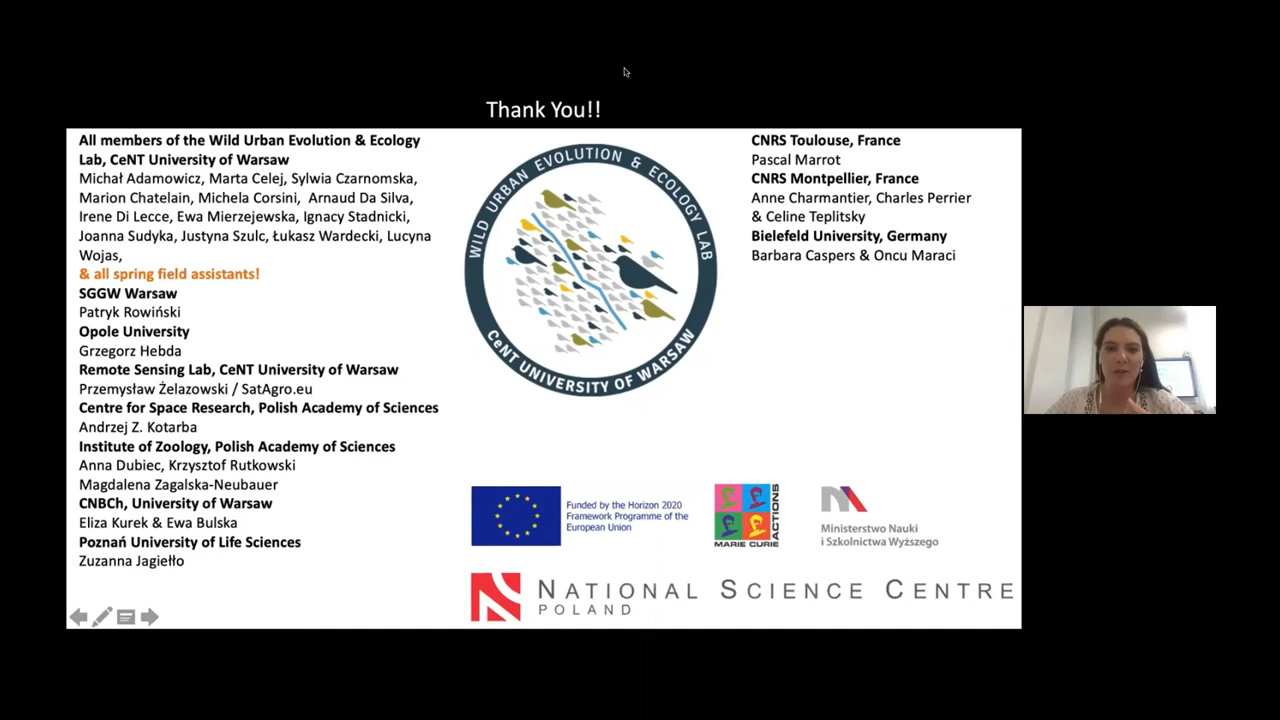 Thank You!!
All members of the Wild Urban Evolution & Ecology
Lab, CeNT University of Warsaw
Michał Adamowicz, Marta Celej, Sylwia Czarnomska,
Marion Chatelain, Michela Corsini, Arnaud Da Silva,
Irene Di Lecce, Ewa Mierzejewska, Ignacy Stadnicki,
Joanna Sudyka, Justyna Szulc, Łukasz Wardecki, Lucyna
Wojas,
& all spring field assistants!
SGGW Warsaw
Patryk Rowiński
Opole University
Grzegorz Hebda
Remote Sensing Lab, CeNT University of Warsaw
Przemysław Żelazowski / SatAgro.eu
Centre for Space Research, Polish Academy of Sciences
Andrzej Z. Kotarba
Institute of Zoology, Polish Academy of Sciences
Anna Dubiec, Krzysztof Rutkowski
Magdalena Zagalska-Neubauer
CNBCh, University of Warsaw
Eliza Kurek & Ewa Bulska
Poznań University of Life Sciences
Zuzanna Jagiełło
WILD URBAN EVOLUTION & ECOLOGY LAB
CeNT UNIVERSITY OF WARSAW
CNRS Toulouse, France
Pascal Marrot
CNRS Montpellier, France
Anne Charmantier, Charles Perrier
& Celine Teplitsky
Bielefeld University, Germany
Barbara Caspers & Oncu Maraci
Funded by the Horizon 2020
Framework Programme of the
European Union
MARIE CURIE
ACTIONS
Ministerstwo Nauki
i Szkolnictwa Wyższego
NATIONAL SCIENCE CENTRE
POLAND